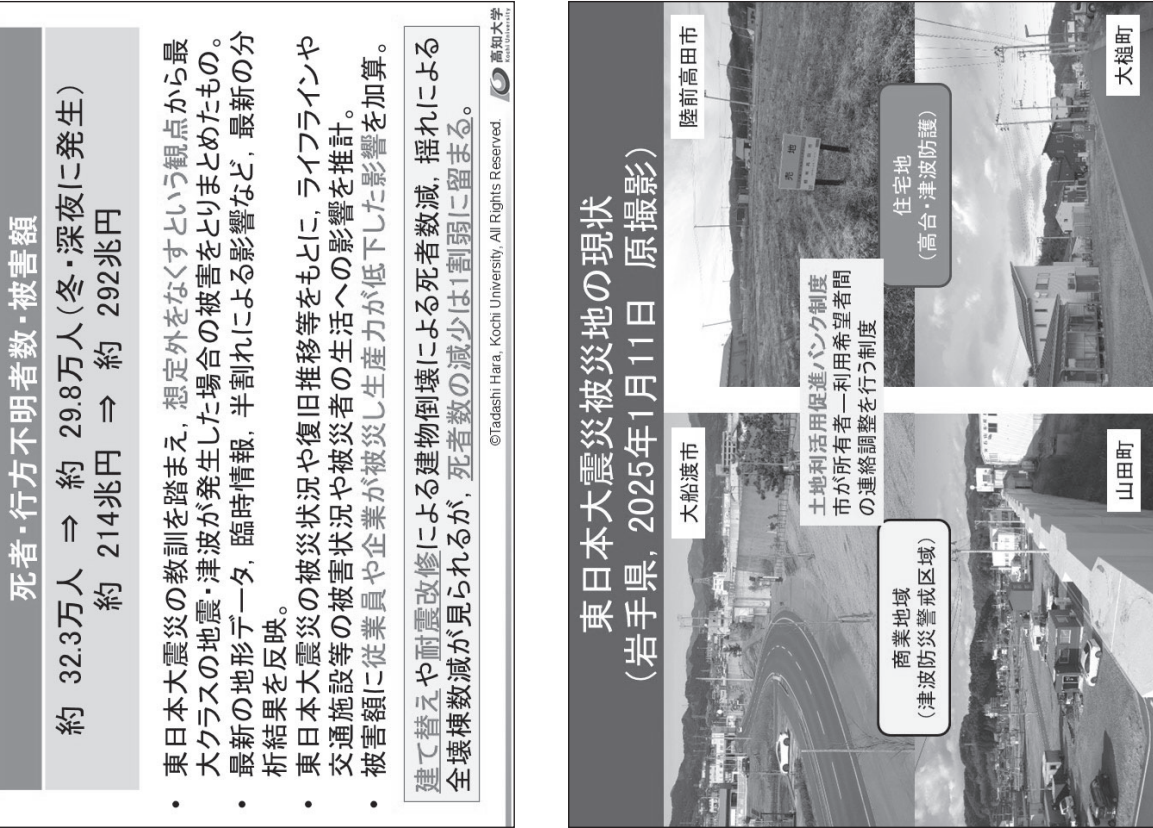 死者・行方不明者数・被害額
約 32.3万人 ⇒ 約 29.8万人(冬・深夜に発生)
約 214兆円 ⇒ 約 292兆円
・ 東日本大震災の教訓を踏まえ，想定外をなくすという観点から最
大クラスの地震・津波が発生した場合の被害をとりまとめたもの。
・ 最新の地形データ，臨時情報，半割れによる影響など，最新の分
析結果を反映。
・ 東日本大震災の被災状況や復旧推移等をもとに，ライフラインや
交通施設等の被害状況や被災者の生活への影響を推計。
・ 被害額に従業員や企業が被災し生産力が低下した影響を加算。
建て替えや耐震改修による建物倒壊による死者数減，揺れによる
全壊棟数減が見られるが，死者数の減少は1割弱に留まる。
©Tadashi Hara, Kochi University, All Rights Reserved.
高知大学
Kochi University
東日本大震災被災地の現状
(岩手県，2025年1月11日 原撮影)
大船渡市
陸前高田市
売地
土地利活用促進バンク制度
市が所有者―利用希望者間
の連絡調整を行う制度
商業地域
(津波防災警戒区域)
住宅地
(高台・津波防護)
山田町
大槌町